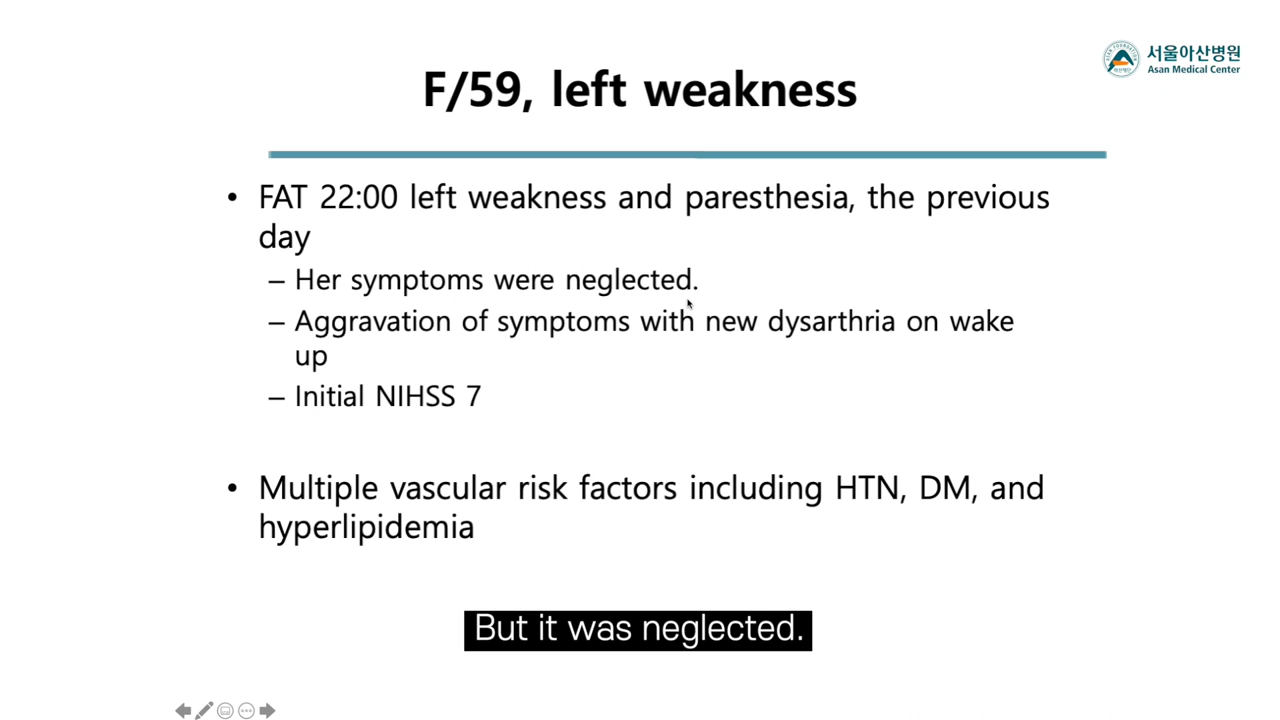 서울아산병원
Asan Medical Center
F/59, left weakness
• FAT 22:00 left weakness and paresthesia, the previous
day
– Her symptoms were neglected.
– Aggravation of symptoms with new dysarthria on wake
up
– Initial NIHSS 7
• Multiple vascular risk factors including HTN, DM, and
hyperlipidemia
But it was neglected.